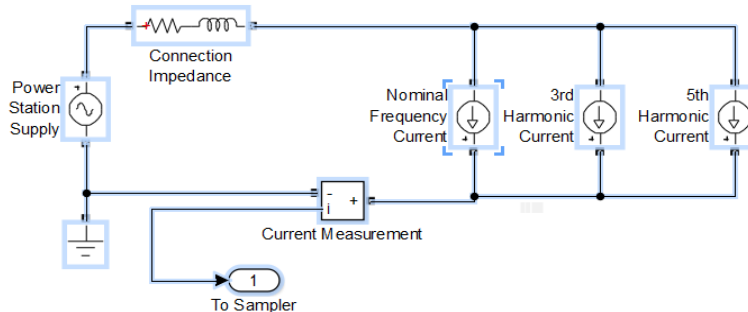 Connection
Impedance
Power
Station
Supply
Nominal
Frequency
Current
3rd
Harmonic
Current
5th
Harmonic
Current
-
i
+
Current Measurement
1
To Sampler